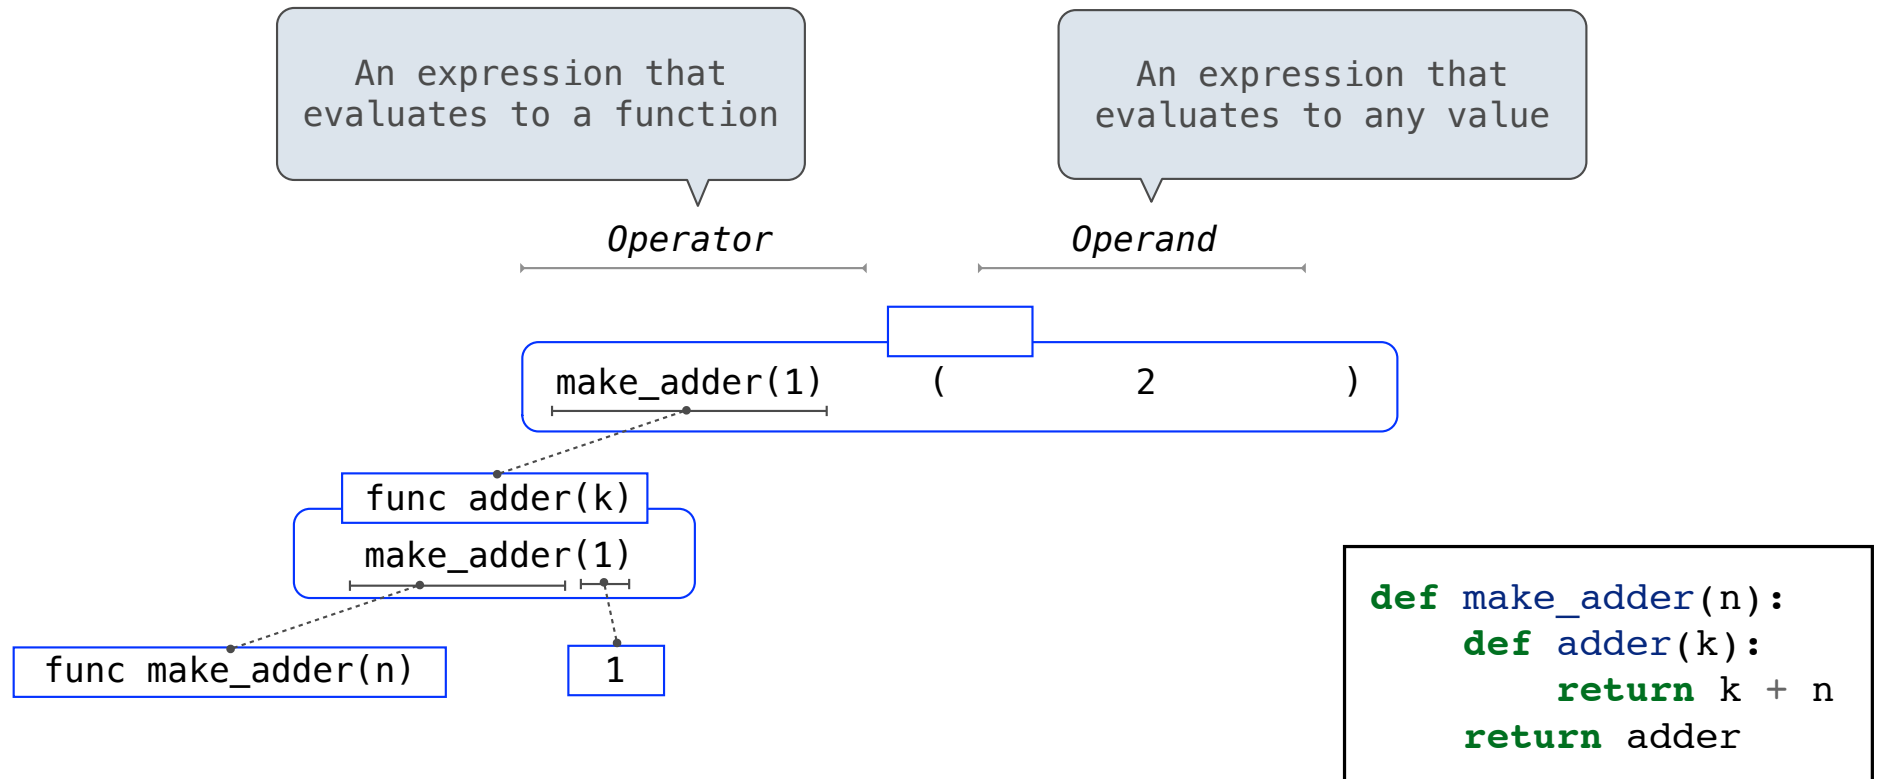 An expression that
evaluates to a function
An expression that
evaluates to any value
Operator
Operand
make_adder(1) ( 2 )
func adder(k)
make_adder(1)
func make_adder(n)
1
def make_adder(n):
    def adder(k):
        return k + n
    return adder